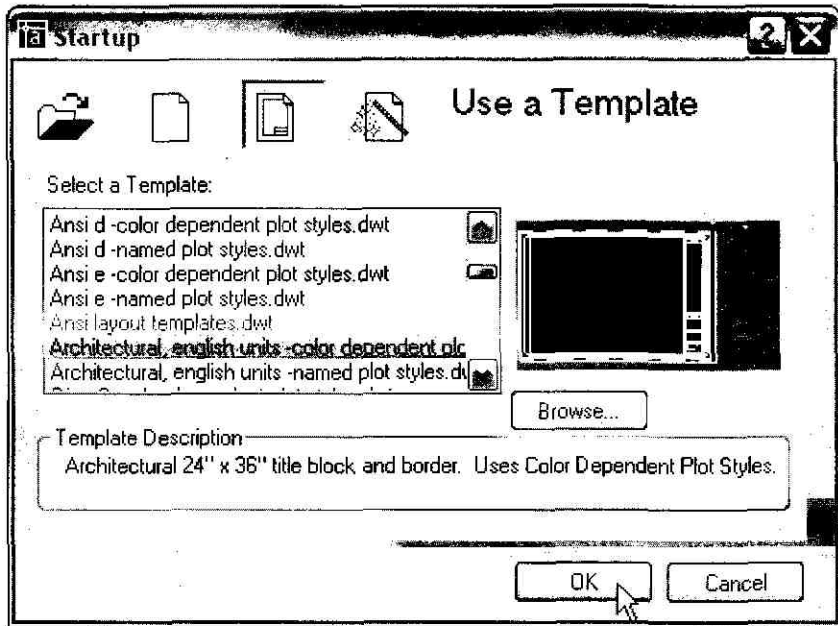 Startup
Use a Template
Select a Template:
Ansi d -color dependent plot styles.dwt
Ansi d -named plot styles.dwt
Ansi e -color dependent plot styles.dwt
Ansi e -named plot styles.dwt
Ansi layout templates.dwt
Architectural, english units -color dependent plo
Architectural, english units -named plot styles.dw
Browse...
Template Description
Architectural 24" x 36" title block and border. Uses Color Dependent Plot Styles.
OK
Cancel